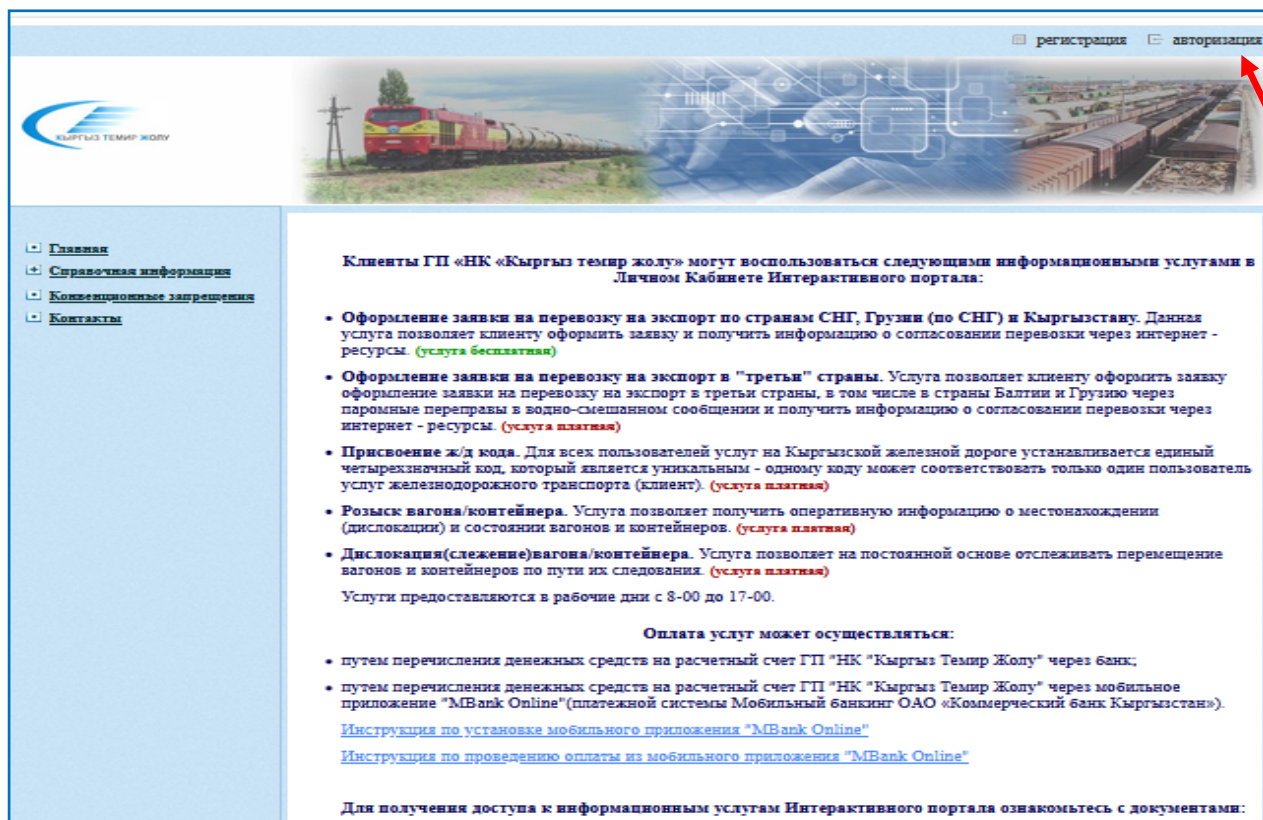 регистрация авторизация
КЫРГЫЗ ТЕМИР ЖОЛУ
Главная
Справочная информация
Конвенционные запрещения
Контакты
Клиенты ГП «НК «Кыргыз темир жолу» могут воспользоваться следующими информационными услугами в
Личном Кабинете Интерактивного портала:
• Оформление заявки на перевозку на экспорт по странам СНГ, Грузии (по СНГ) и Кыргызстану. Данная
услуга позволяет клиенту оформить заявку и получить информацию о согласовании перевозки через интернет -
ресурсы. (услуга бесплатная)
• Оформление заявки на перевозку на экспорт в "третьи" страны. Услуга позволяет клиенту оформить заявку
оформление заявки на перевозку на экспорт в третьи страны, в том числе в страны Балтии и Грузию через
паромные переправы в водно-смешанном сообщении и получить информацию о согласовании перевозки через
интернет - ресурсы. (услуга платная)
• Присвоение ж/д кода. Для всех пользователей услуг на Кыргызской железной дороге устанавливается единый
четырехзначный код, который является уникальным - одному коду может соответствовать только один пользователь
услуг железнодорожного транспорта (клиент). (услуга платная)
• Розыск вагона/контейнера. Услуга позволяет получить оперативную информацию о местонахождении
(дислокации) и состоянии вагонов и контейнеров. (услуга платная)
• Дислокация(слежение)вагона/контейнера. Услуга позволяет на постоянной основе отслеживать перемещение
вагонов и контейнеров по пути их следования. (услуга платная)
Услуги предоставляются в рабочие дни с 8-00 до 17-00.
Оплата услуг может осуществляться:
• путем перечисления денежных средств на расчетный счет ГП "НК "Кыргыз Темир Жолу" через банк;
• путем перечисления денежных средств на расчетный счет ГП "НК "Кыргыз Темир Жолу" через мобильное
приложение "MBank Online"(платежной системы Мобильный банкинг ОАО «Коммерческий банк Кыргызстан»).
Инструкция по установке мобильного приложения "MBank Online"
Инструкция по проведению оплаты из мобильного приложения "MBank Online"
Для получения доступа к информационным услугам Интерактивного портала ознакомьтесь с документами: